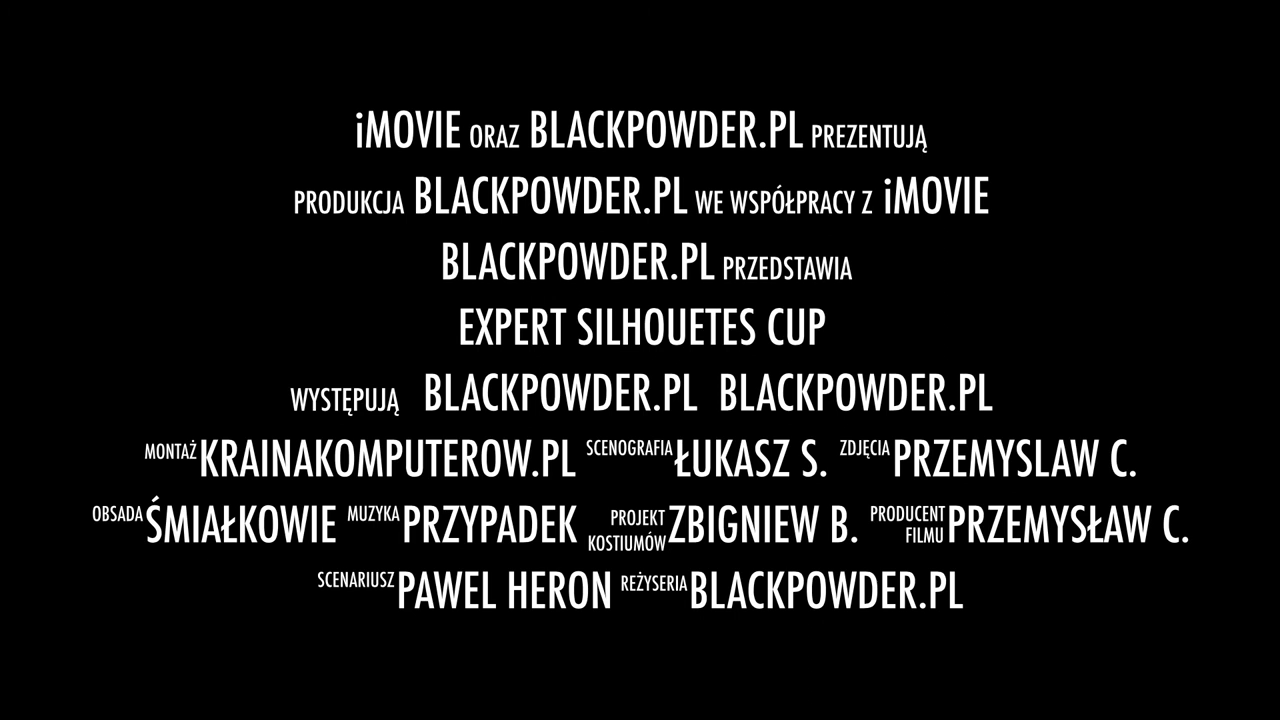 iMOVIE ORAZ BLACKPOWDER.PL PREZENTUJĄ
PRODUKCJA BLACKPOWDER.PL WE WSPÓŁPRACY Z iMOVIE
BLACKPOWDER.PL PRZEDSTAWIA
EXPERT SILHOUETES CUP
WYSTĘPUJĄ BLACKPOWDER.PL BLACKPOWDER.PL
MONTAŻ KRAINAKOMPUTEROW.PL SCENOGRAFIA ŁUKASZ S. ZDJĘCIA PRZEMYSLAW C.
OBSADA ŚMIAŁKOWIE MUZYKA PRZYPADEK PROJEKT KOSTIUMÓW ZBIGNIEW B. PRODUCENT FILMU PRZEMYSŁAW C.
SCENARIUSZ PAWEL HERON REŻYSERIA BLACKPOWDER.PL